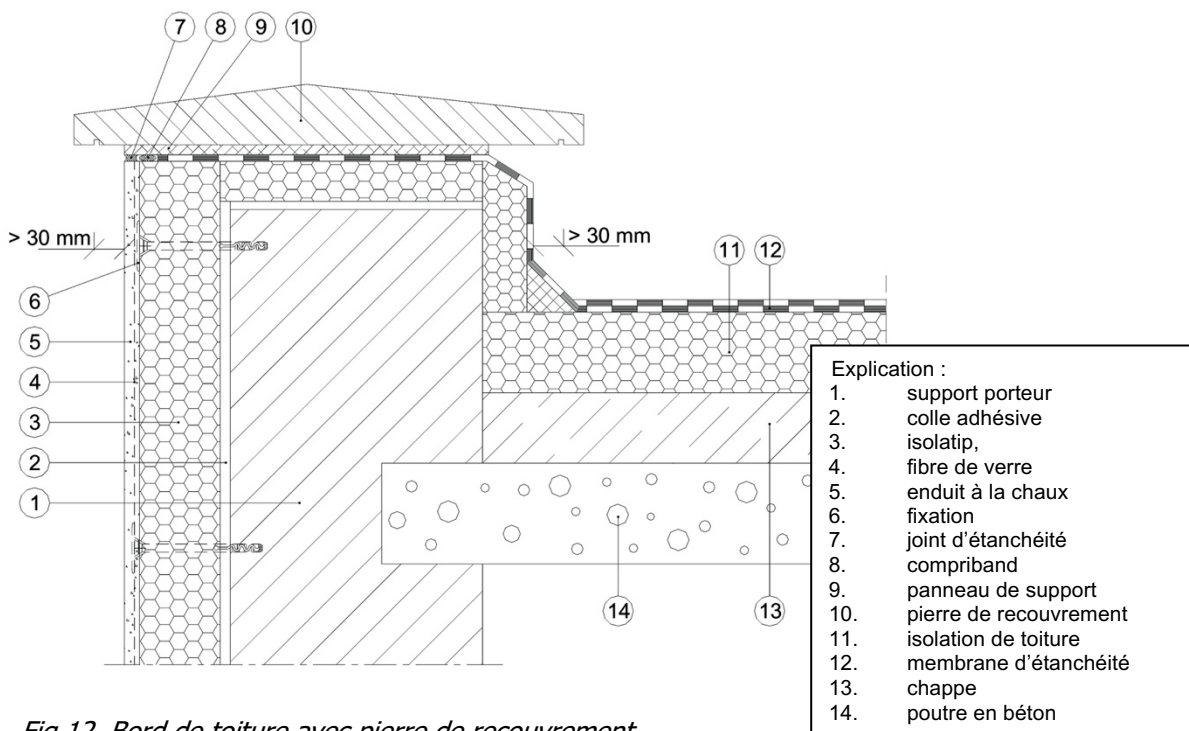 7 8 9 10
> 30 mm
> 30 mm
11 12
6
5
4
3
2
1
14
13
Explication :
1. support porteur
2. colle adhésive
3. isolatip,
4. fibre de verre
5. enduit à la chaux
6. fixation
7. joint d'étanchéité
8. compriband
9. panneau de support
10. pierre de recouvrement
11. isolation de toiture
12. membrane d'étanchéité
13. chappe
14. poutre en béton
Fig 12. Bord de toiture avec pierre de recouvrement